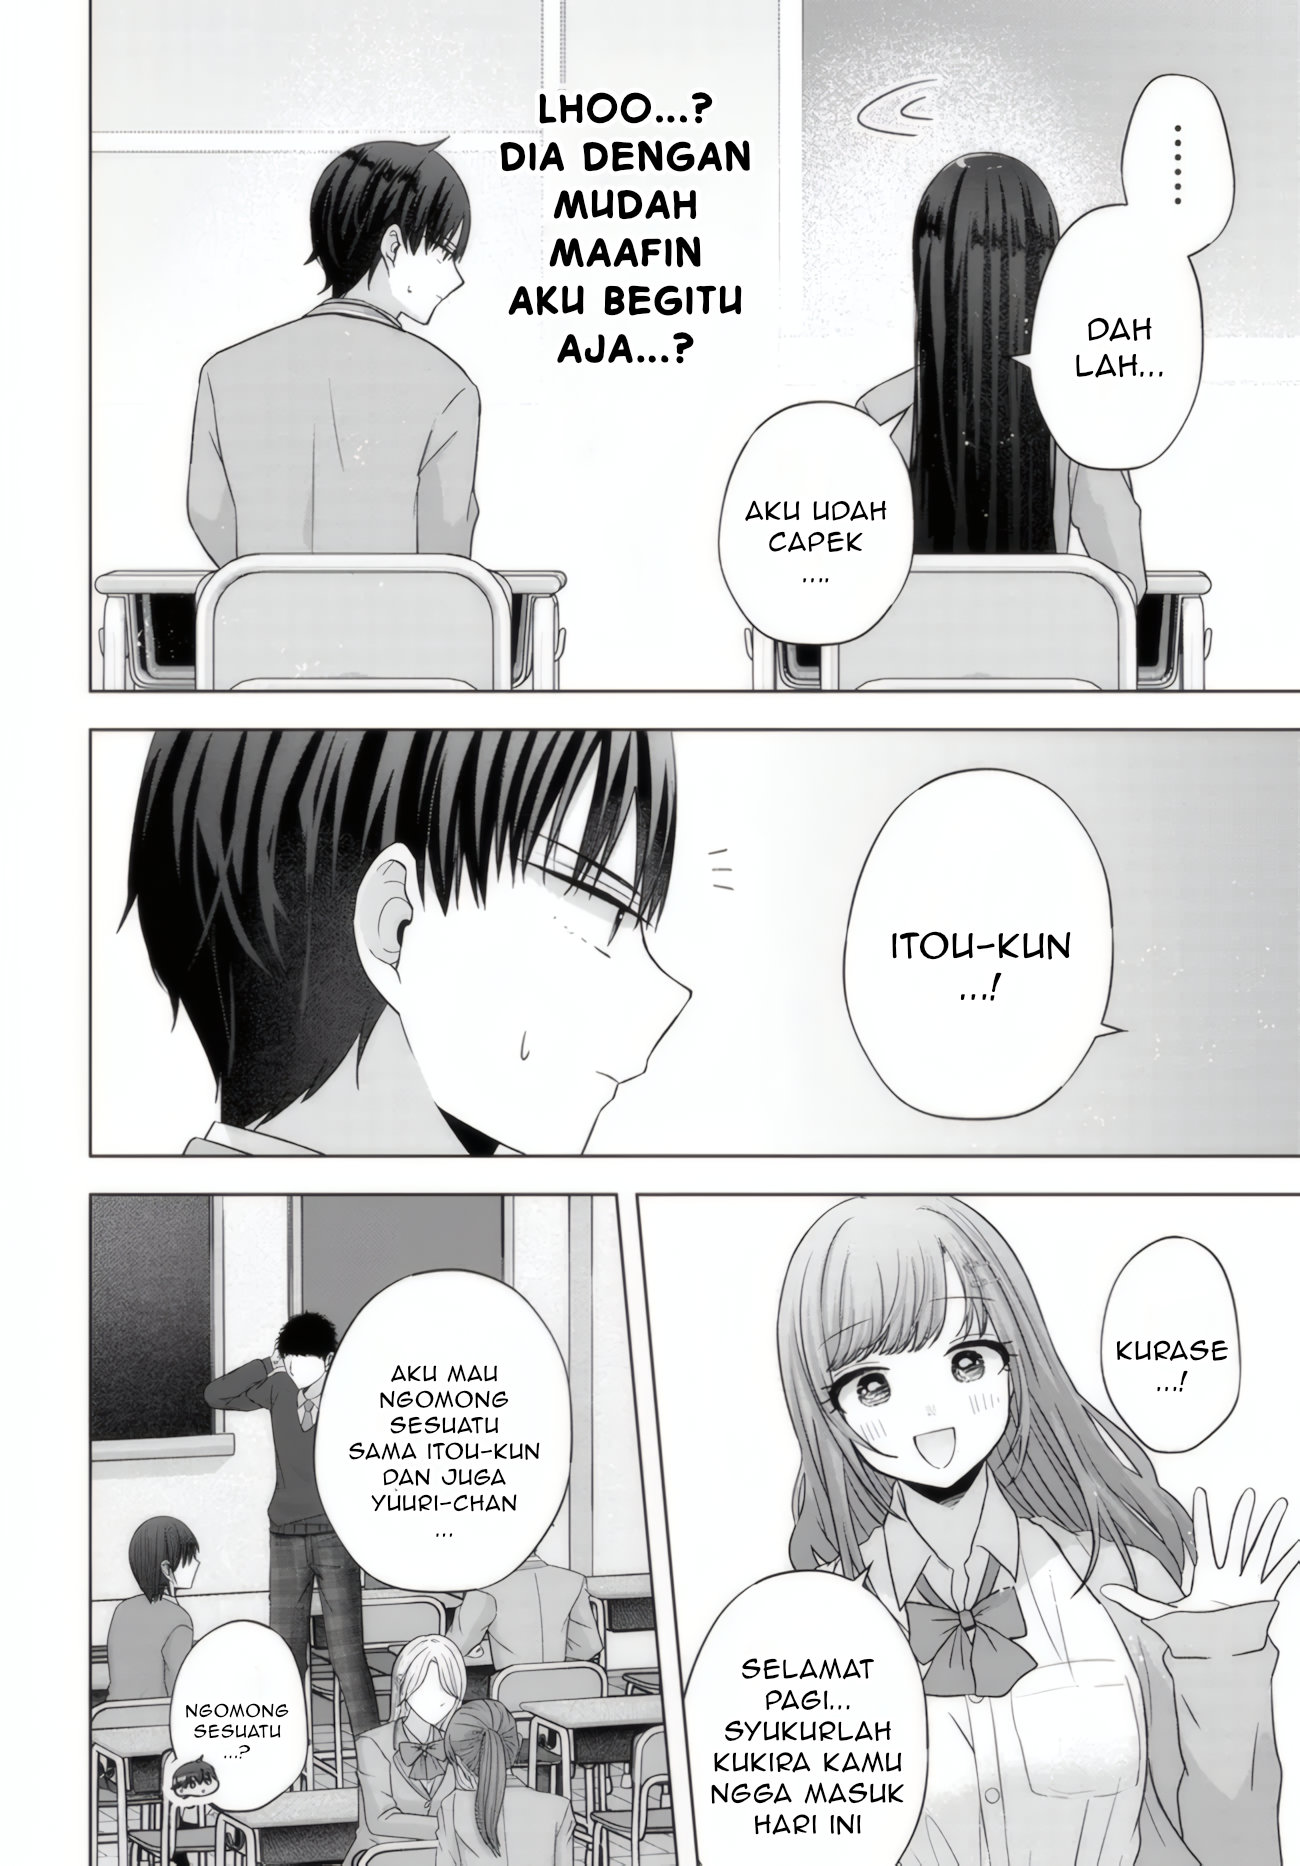 .......
DAH
LAH...
AKU UDAH
CAPEK
....
LHOO...?
DIA DENGAN
MUDAH
MAAFIN
AKU BEGITU
AJA...?
ITOU-KUN
...!
KURASE
...!
SELAMAT
PAGI...
SYUKURLAH
KUKIRA KAMU
NGGA MASUK
HARI INI
AKU MAU
NGOMONG
SESUATU
SAMA ITOU-KUN
DAN JUGA
YUURI-CHAN
...
NGOMONG
SESUATU
...?